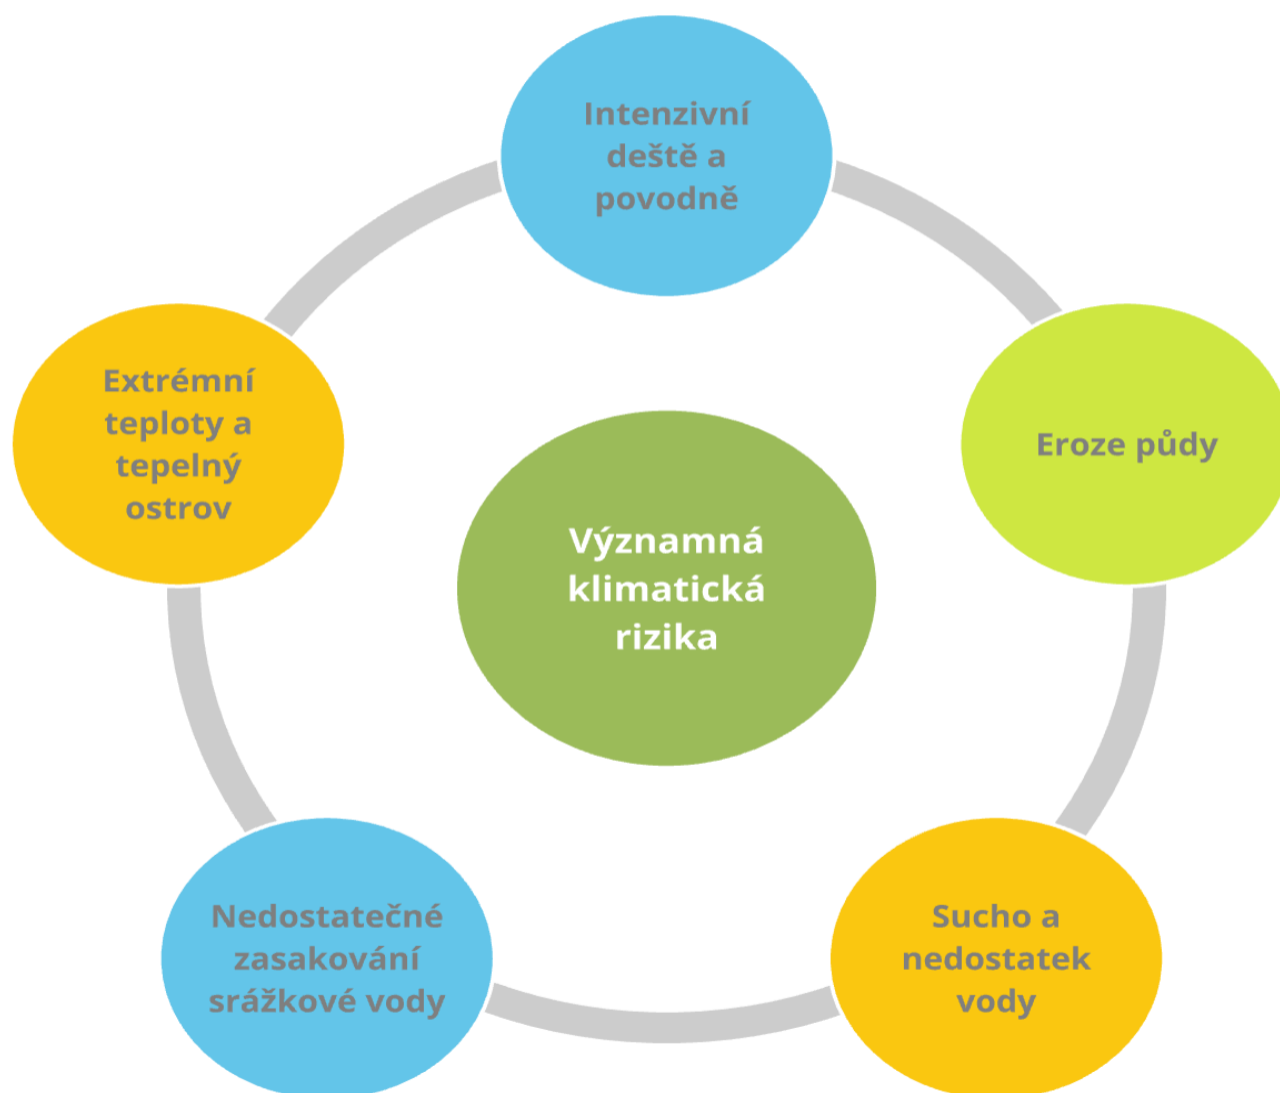 Intenzivní
deště a
povodně
Extrémní
teploty a
tepelný
ostrov
Eroze půdy
Významná
klimatická
rizika
Nedostatečné
zasakování
srážkové vody
Sucho a
nedostatek
vody